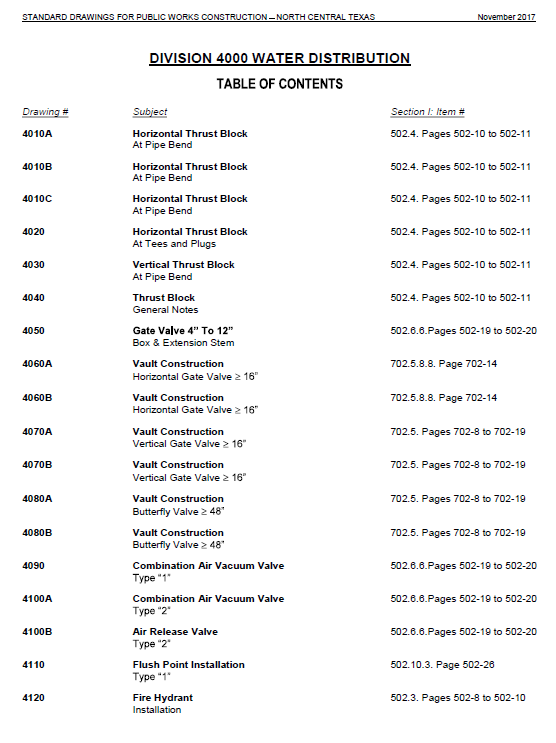 STANDARD DRAWINGS FOR PUBLIC WORKS CONSTRUCTION — NORTH CENTRAL TEXAS November 2017
DIVISION 4000 WATER DISTRIBUTION
TABLE OF CONTENTS
Drawing # Subject Section I: Item #
4010A Horizontal Thrust Block 502.4. Pages 502-10 to 502-11
At Pipe Bend
4010B Horizontal Thrust Block 502.4. Pages 502-10 to 502-11
At Pipe Bend
4010C Horizontal Thrust Block 502.4. Pages 502-10 to 502-11
At Pipe Bend
4020 Horizontal Thrust Block 502.4. Pages 502-10 to 502-11
At Tees and Plugs
4030 Vertical Thrust Block 502.4. Pages 502-10 to 502-11
At Pipe Bend
4040 Thrust Block 502.4. Pages 502-10 to 502-11
General Notes
4050 Gate Valve 4” To 12” 502.6.6.Pages 502-19 to 502-20
Box & Extension Stem
4060A Vault Construction 702.5.8.8. Page 702-14
Horizontal Gate Valve ≥ 16”
4060B Vault Construction 702.5.8.8. Page 702-14
Horizontal Gate Valve ≥ 16”
4070A Vault Construction 702.5. Pages 702-8 to 702-19
Vertical Gate Valve ≥ 16”
4070B Vault Construction 702.5. Pages 702-8 to 702-19
Vertical Gate Valve ≥ 16”
4080A Vault Construction 702.5. Pages 702-8 to 702-19
Butterfly Valve ≥ 48”
4080B Vault Construction 702.5. Pages 702-8 to 702-19
Butterfly Valve ≥ 48”
4090 Combination Air Vacuum Valve 502.6.6.Pages 502-19 to 502-20
Type “1”
4100A Combination Air Vacuum Valve 502.6.6.Pages 502-19 to 502-20
Type “2”
4100B Air Release Valve 502.6.6.Pages 502-19 to 502-20
Type “2”
4110 Flush Point Installation 502.10.3. Page 502-26
Type “1”
4120 Fire Hydrant 502.3. Pages 502-8 to 502-10
Installation